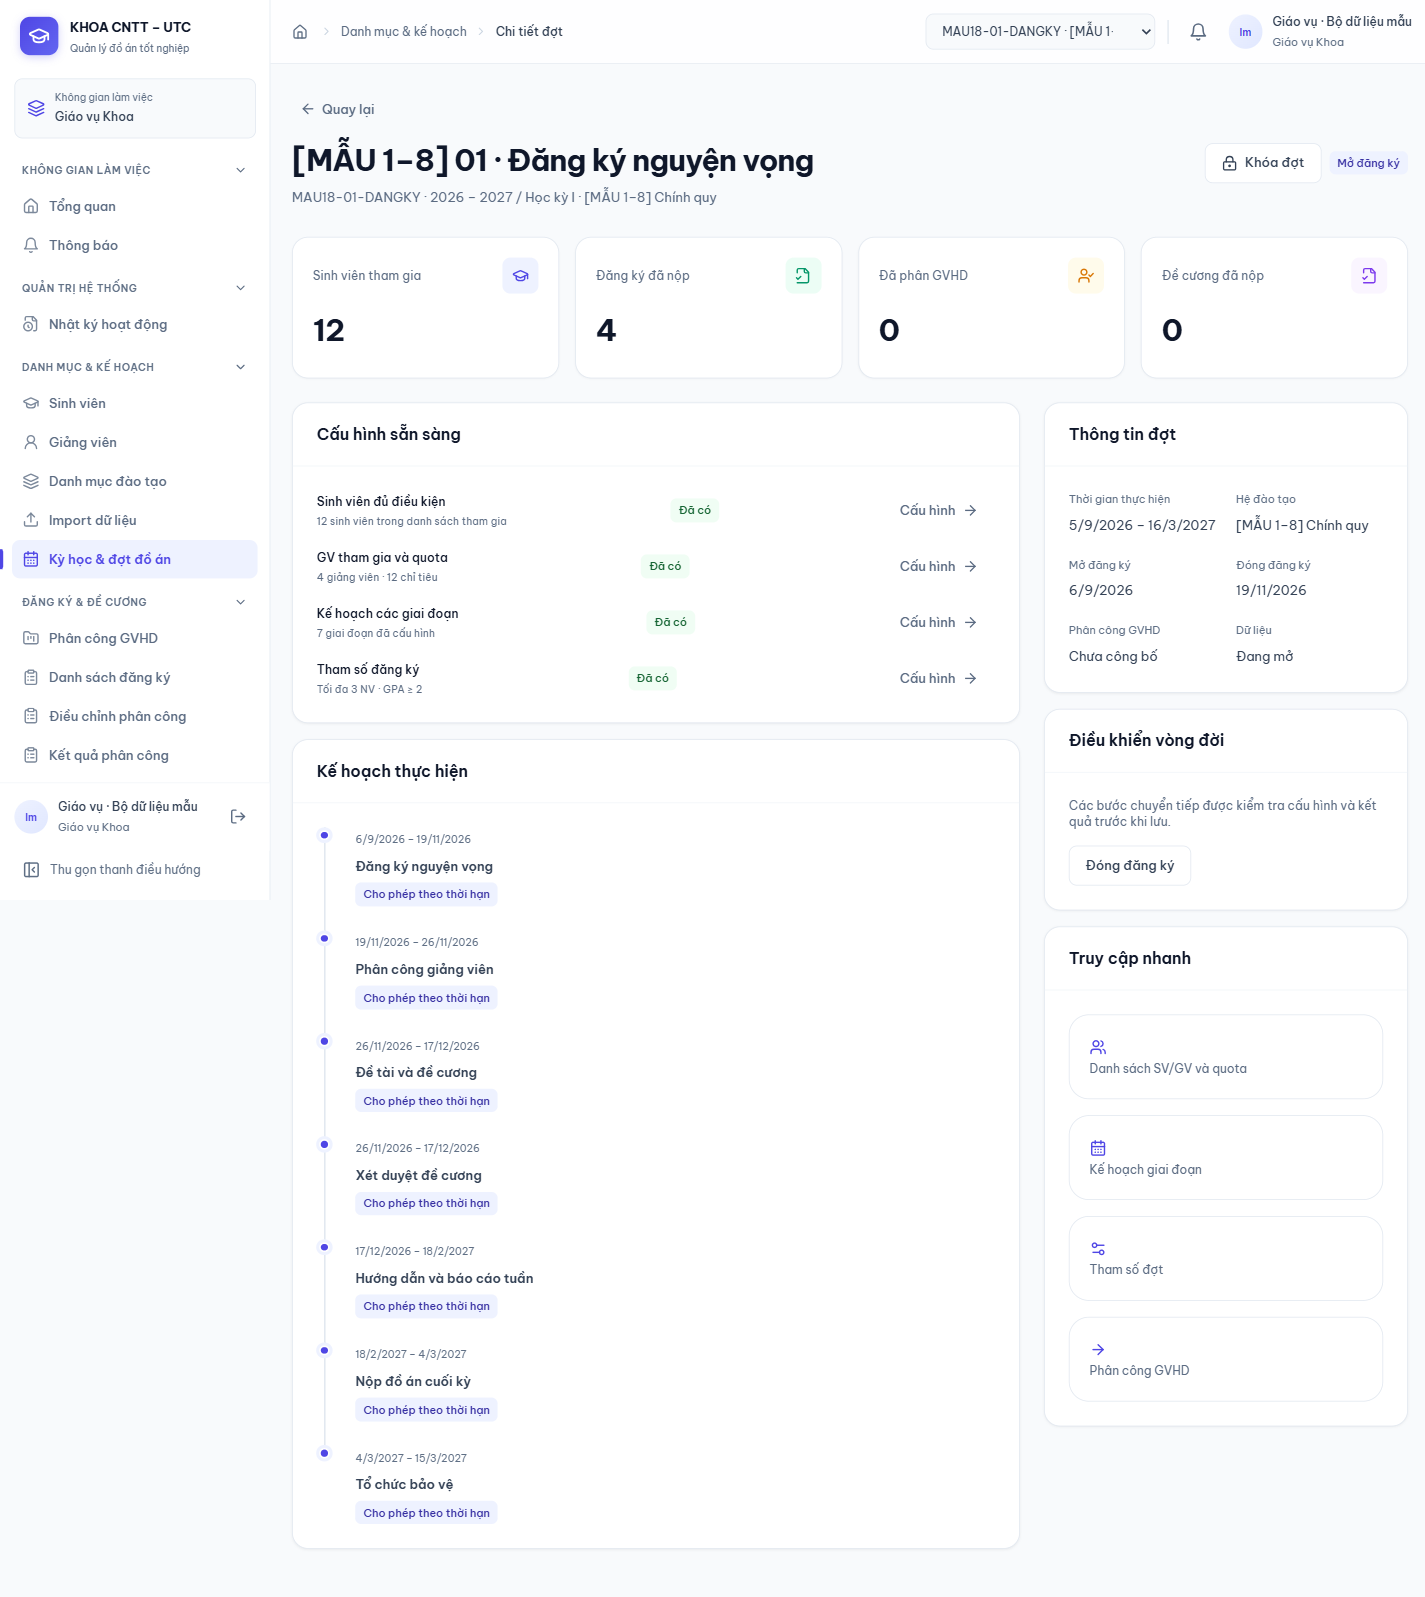 KHOA CNTT – UTC
Quản lý đồ án tốt nghiệp
Không gian làm việc
Giáo vụ Khoa
KHÔNG GIAN LÀM VIỆC
Tổng quan
Thông báo
QUẢN TRỊ HỆ THỐNG
Nhật ký hoạt động
DANH MỤC & KẾ HOẠCH
Sinh viên
Giảng viên
Danh mục đào tạo
Import dữ liệu
Kỳ học & đợt đồ án
ĐĂNG KÝ & ĐỀ CƯƠNG
Phân công GVHD
Danh sách đăng ký
Điều chỉnh phân công
Kết quả phân công
lm
Giáo vụ · Bộ dữ liệu mẫu
Giáo vụ Khoa
Thu gọn thanh điều hướng
Danh mục & kế hoạch
Chi tiết đợt
MAU18-01-DANGKY · [MẪU 1-
lm
Giáo vụ · Bộ dữ liệu mẫu
Giáo vụ Khoa
Quay lại
[MẪU 1–8] 01 · Đăng ký nguyện vọng
MAU18-01-DANGKY · 2026 – 2027 / Học kỳ I · [MẪU 1–8] Chính quy
Khóa đợt
Mở đăng ký
Sinh viên tham gia
12
Đăng ký đã nộp
4
Đã phân GVHD
0
Đề cương đã nộp
0
Cấu hình sẵn sàng
Sinh viên đủ điều kiện
12 sinh viên trong danh sách tham gia
Đã có
Cấu hình
GV tham gia và quota
4 giảng viên · 12 chỉ tiêu
Đã có
Cấu hình
Kế hoạch các giai đoạn
7 giai đoạn đã cấu hình
Đã có
Cấu hình
Tham số đăng ký
Tối đa 3 NV · GPA ≥ 2
Đã có
Cấu hình
Kế hoạch thực hiện
6/9/2026 – 19/11/2026
Đăng ký nguyện vọng
Cho phép theo thời hạn
19/11/2026 – 26/11/2026
Phân công giảng viên
Cho phép theo thời hạn
26/11/2026 – 17/12/2026
Đề tài và đề cương
Cho phép theo thời hạn
26/11/2026 – 17/12/2026
Xét duyệt đề cương
Cho phép theo thời hạn
17/12/2026 – 18/2/2027
Hướng dẫn và báo cáo tuần
Cho phép theo thời hạn
18/2/2027 – 4/3/2027
Nộp đồ án cuối kỳ
Cho phép theo thời hạn
4/3/2027 – 15/3/2027
Tổ chức bảo vệ
Cho phép theo thời hạn
Thông tin đợt
Thời gian thực hiện
5/9/2026 – 16/3/2027
Hệ đào tạo
[MẪU 1–8] Chính quy
Mở đăng ký
6/9/2026
Đóng đăng ký
19/11/2026
Phân công GVHD
Chưa công bố
Dữ liệu
Đang mở
Điều khiển vòng đời
Các bước chuyển tiếp được kiểm tra cấu hình và kết
quả trước khi lưu.
Đóng đăng ký
Truy cập nhanh
Danh sách SV/GV và quota
Kế hoạch giai đoạn
Tham số đợt
Phân công GVHD